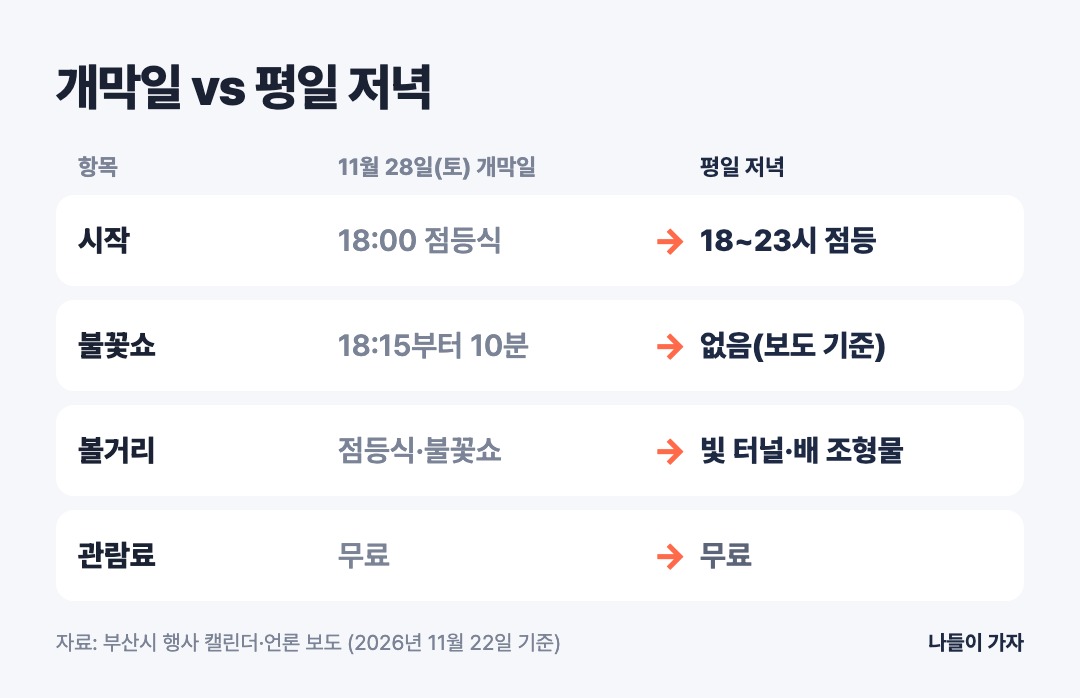 개막일 vs 평일 저녁
항목 11월 28일(토) 개막일 평일 저녁
시작 18:00 점등식 → 18~23시 점등
불꽃쇼 18:15부터 10분 → 없음(보도 기준)
볼거리 점등식·불꽃쇼 → 빛 터널·배 조형물
관람료 무료 → 무료
자료: 부산시 행사 캘린더·언론 보도 (2026년 11월 22일 기준) 나들이 가자